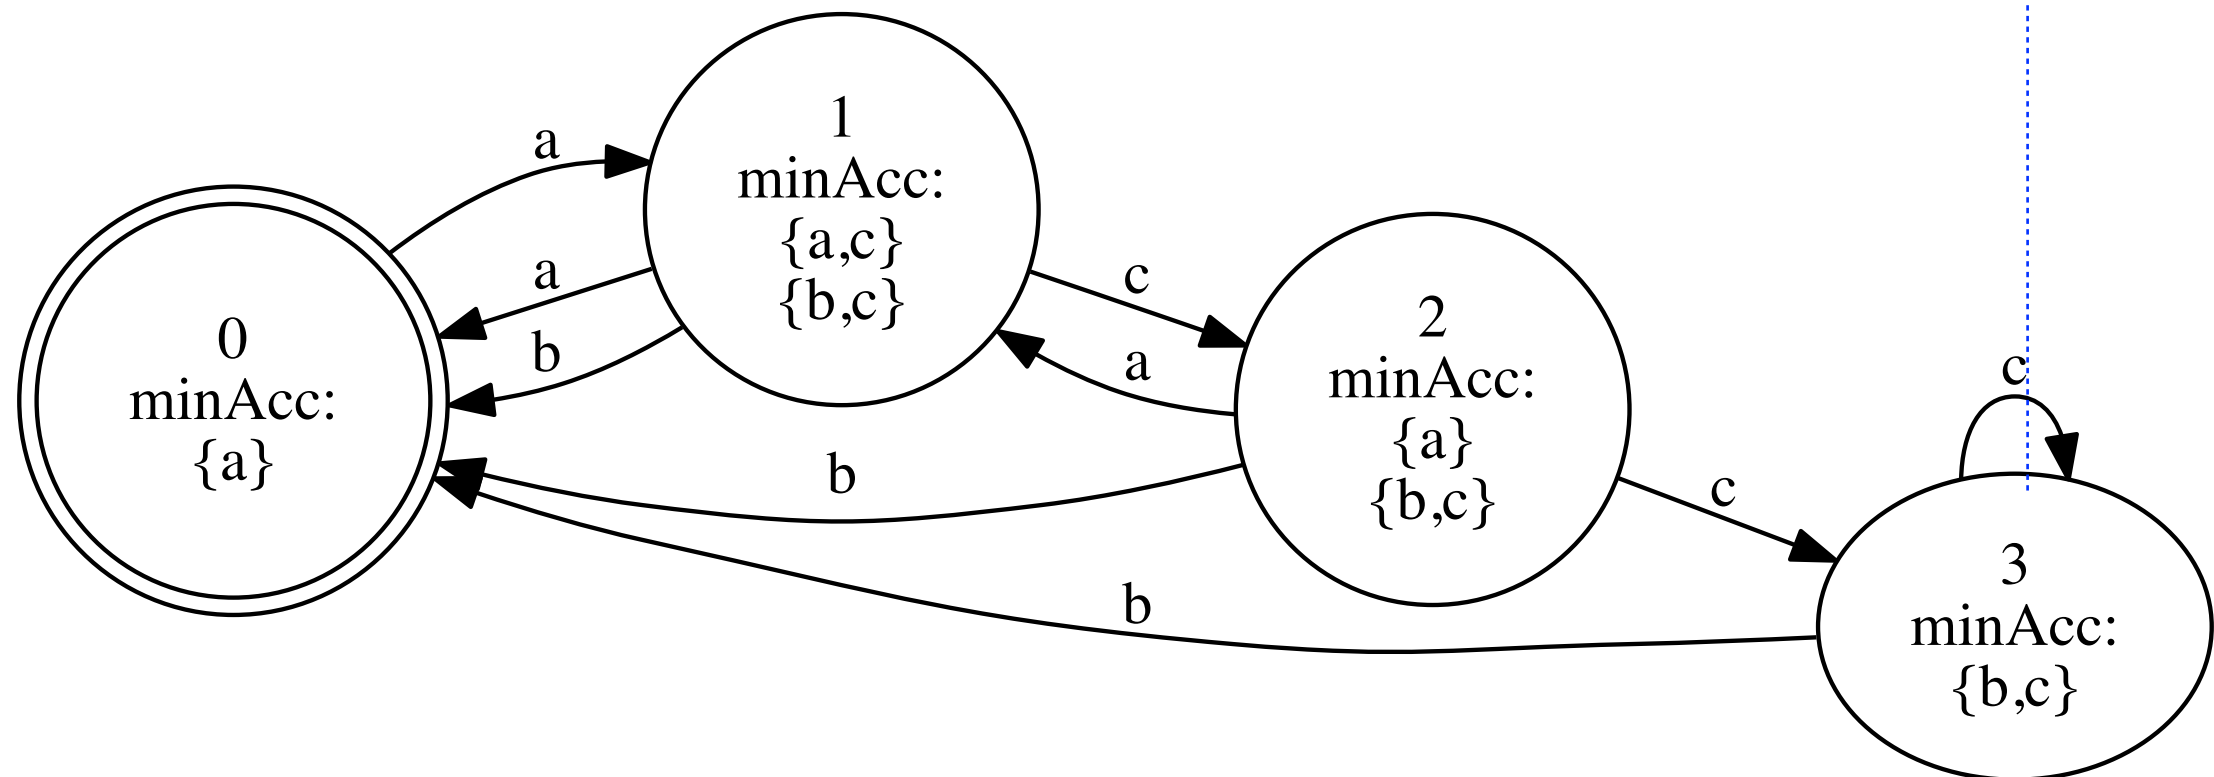 a
1
minAcc:
{a,c}
{b,c}
a
b
0
minAcc:
{a}
c
a
2
minAcc:
{a}
{b,c}
b
b
c
c
3
minAcc:
{b,c}